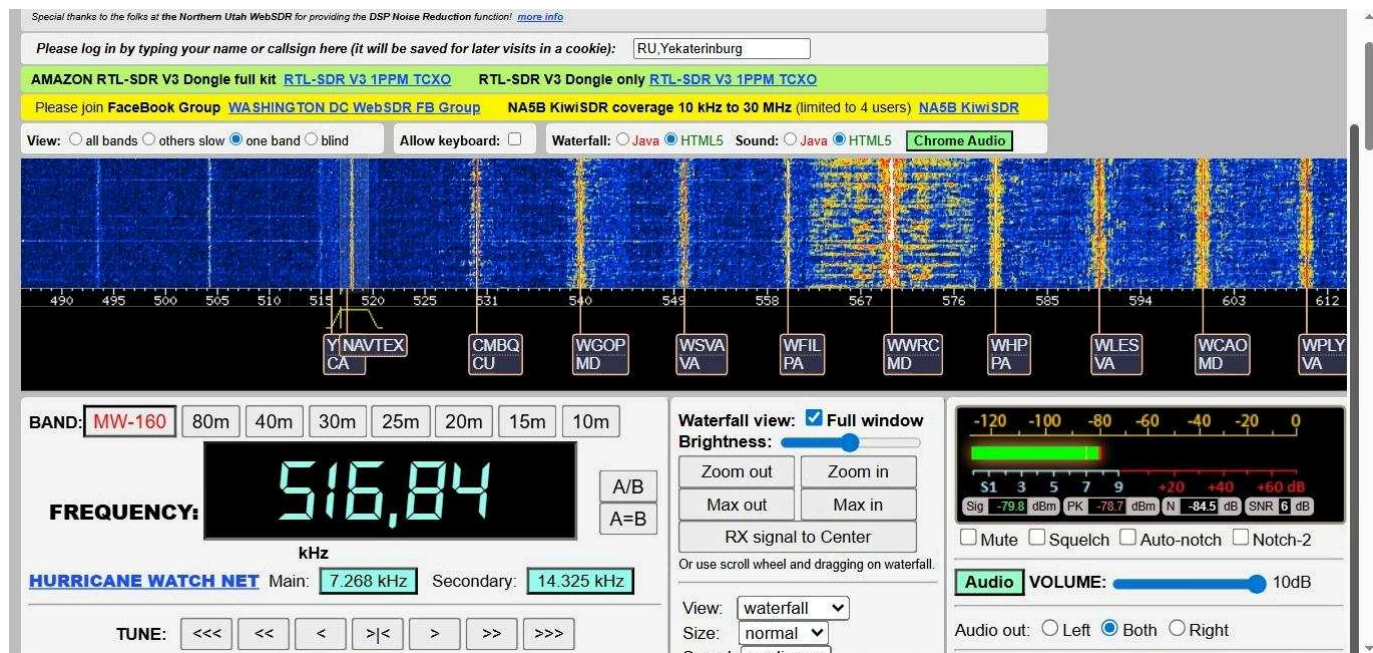 Special thanks to the folks at the Northern Utah WebSDR for providing the DSP Noise Reduction function! more info
Please log in by typing your name or callsign here (it will be saved for later visits in a cookie): RU,Yekaterinburg
AMAZON RTL-SDR V3 Dongle full kit RTL-SDR V3 1PPM TCXO RTL-SDR V3 Dongle only RTL-SDR V3 1PPM TCXO
Please join FaceBook Group WASHINGTON DC WebSDR FB Group NA5B KiwiSDR coverage 10 kHz to 30 MHz (limited to 4 users) NA5B KiwiSDR
View: all bands others slow one band blind Allow keyboard: Waterfall: Java HTML5 Sound: Java HTML5 Chrome Audio
490 495 500 505 510 515 520 525 531 540 549 558 567 576 585 594 603 612
Y NAVTEX CMBQ WGOP WSVA WFIL WWRC WHP WLES WCAO WPLY
CA CU MD VA PA MD PA VA MD VA
BAND: MW-160 80m 40m 30m 25m 20m 15m 10m
FREQUENCY: 516,84
kHz
A/B
A=B
HURRICANE WATCH NET Main: 7.268 kHz Secondary: 14.325 kHz
TUNE: <<< << < >|< > >> >>>
Waterfall view: Full window
Brightness:
Zoom out Zoom in
Max out Max in
RX signal to Center
Or use scroll wheel and dragging on waterfall.
View: waterfall
Size: normal
-120 -100 -80 -60 -40 -20 0
S1 3 5 7 9 +20 +40 +60 dB
Sig -79.8 dBm PK -78.7 dBm N -84.5 dB SNR 6 dB
Mute Squelch Auto-notch Notch-2
Audio VOLUME: 10dB
Audio out: Left Both Right